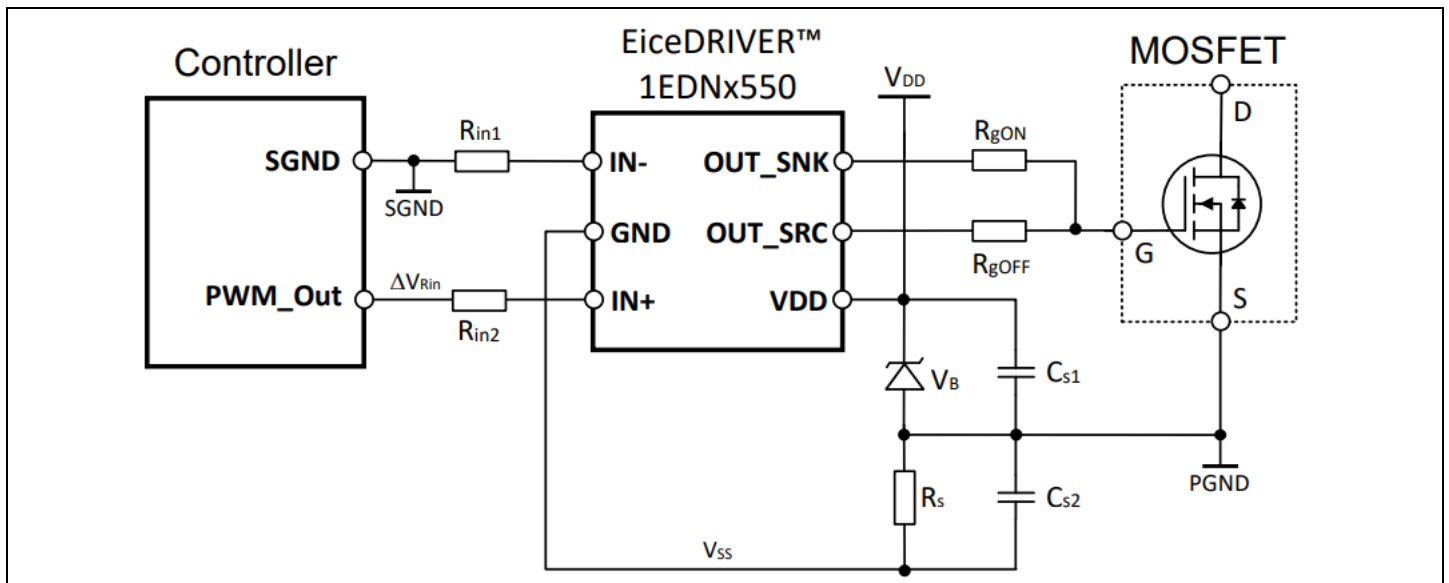 Controller
EiceDRIVER™
1EDNx550
MOSFET
VDD
D
Rin1
RgON
SGND
IN-
OUT_SNK
SGND
GND
OUT_SRC
G
RgOFF
PWM_Out
ΔVRin
IN+
VDD
S
Rin2
VB
Cs1
Rs
Cs2
PGND
VSS